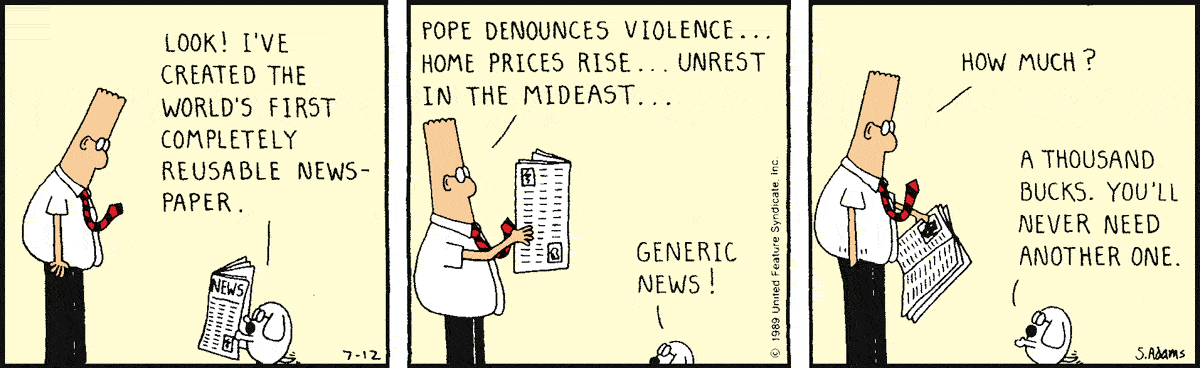 LOOK! I'VE
CREATED THE
WORLD'S FIRST
COMPLETELY
REUSABLE NEWS-
PAPER.
NEWS
7-12
POPE DENOUNCES VIOLENCE...
HOME PRICES RISE... UNREST
IN THE MIDEAST...
GENERIC
NEWS!
© 1989 United Feature Syndicate, Inc.
HOW MUCH?
A THOUSAND
BUCKS. YOU'LL
NEVER NEED
ANOTHER ONE.
S.Adams